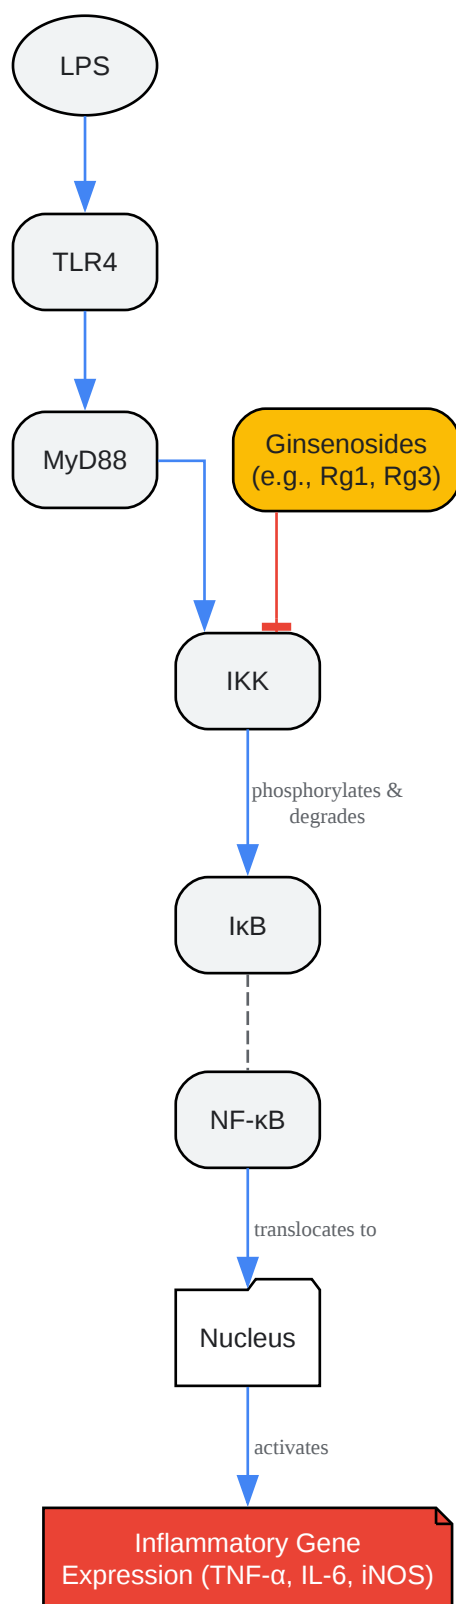 LPS
TLR4
MyD88
Ginsenosides
(e.g., Rg1, Rg3)
IKK
phosphorylates &
degrades
IκB
NF-κB
translocates to
Nucleus
activates
Inflammatory Gene
Expression (TNF-α, IL-6, iNOS)